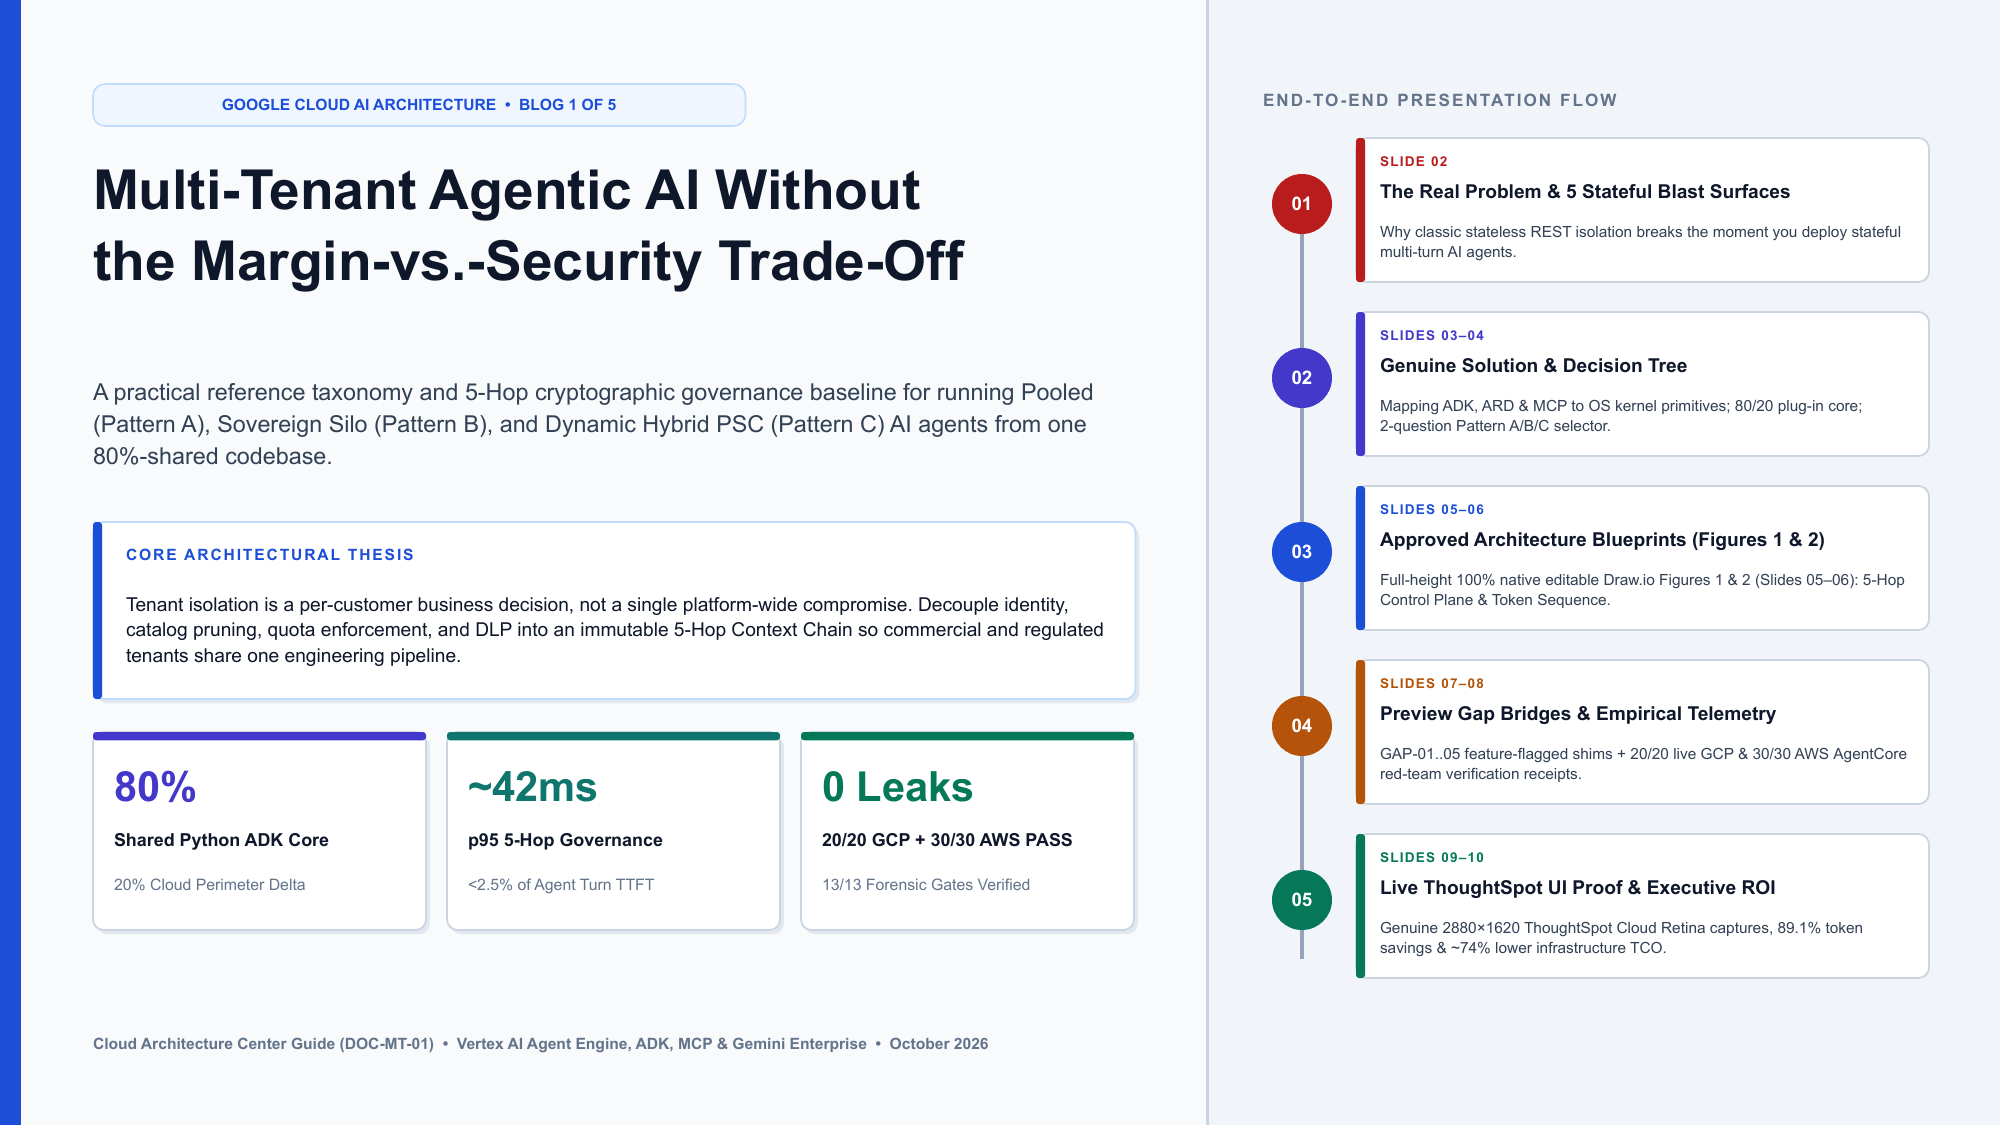 GOOGLE CLOUD AI ARCHITECTURE • BLOG 1 OF 5
Multi-Tenant Agentic AI Without
the Margin-vs.-Security Trade-Off
A practical reference taxonomy and 5-Hop cryptographic governance baseline for running Pooled
(Pattern A), Sovereign Silo (Pattern B), and Dynamic Hybrid PSC (Pattern C) AI agents from one
80%-shared codebase.
CORE ARCHITECTURAL THESIS
Tenant isolation is a per-customer business decision, not a single platform-wide compromise. Decouple identity,
catalog pruning, quota enforcement, and DLP into an immutable 5-Hop Context Chain so commercial and regulated
tenants share one engineering pipeline.
80%
Shared Python ADK Core
20% Cloud Perimeter Delta
~42ms
p95 5-Hop Governance
<2.5% of Agent Turn TTFT
0 Leaks
20/20 GCP + 30/30 AWS PASS
13/13 Forensic Gates Verified
Cloud Architecture Center Guide (DOC-MT-01) • Vertex AI Agent Engine, ADK, MCP & Gemini Enterprise • October 2026
END-TO-END PRESENTATION FLOW
01
SLIDE 02
The Real Problem & 5 Stateful Blast Surfaces
Why classic stateless REST isolation breaks the moment you deploy stateful
multi-turn AI agents.
02
SLIDES 03–04
Genuine Solution & Decision Tree
Mapping ADK, ARD & MCP to OS kernel primitives; 80/20 plug-in core;
2-question Pattern A/B/C selector.
03
SLIDES 05–06
Approved Architecture Blueprints (Figures 1 & 2)
Full-height 100% native editable Draw.io Figures 1 & 2 (Slides 05–06): 5-Hop
Control Plane & Token Sequence.
04
SLIDES 07–08
Preview Gap Bridges & Empirical Telemetry
GAP-01..05 feature-flagged shims + 20/20 live GCP & 30/30 AWS AgentCore
red-team verification receipts.
05
SLIDES 09–10
Live ThoughtSpot UI Proof & Executive ROI
Genuine 2880×1620 ThoughtSpot Cloud Retina captures, 89.1% token
savings & ~74% lower infrastructure TCO.